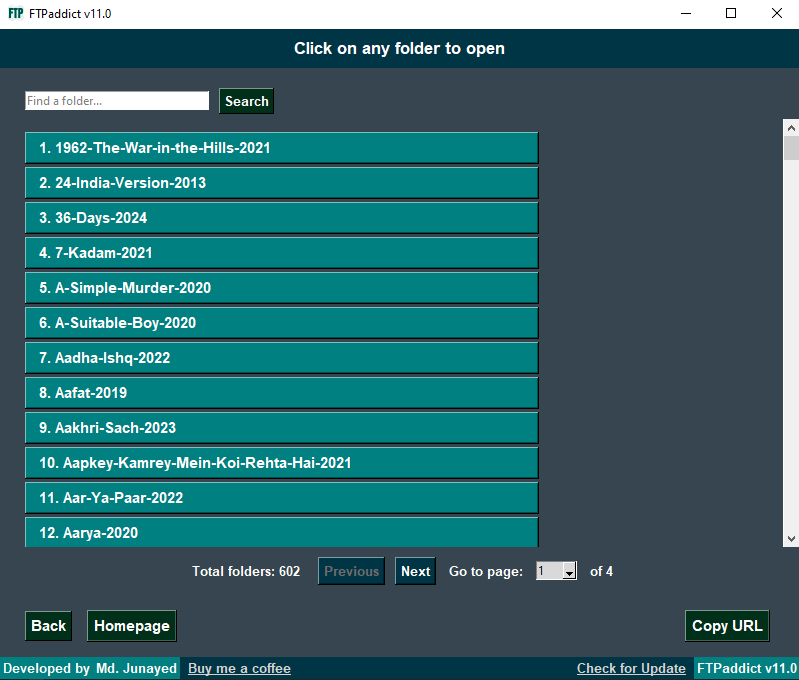 FTP FTPaddict v11.0
Click on any folder to open
Find a folder... Search
1. 1962-The-War-in-the-Hills-2021
2. 24-India-Version-2013
3. 36-Days-2024
4. 7-Kadam-2021
5. A-Simple-Murder-2020
6. A-Suitable-Boy-2020
7. Aadha-Ishq-2022
8. Aafat-2019
9. Aakhri-Sach-2023
10. Aapkey-Kamrey-Mein-Koi-Rehta-Hai-2021
11. Aar-Ya-Paar-2022
12. Aarya-2020
Total folders: 602 Previous Next Go to page: 1 of 4
Back Homepage Copy URL
Developed by Md. Junayed Buy me a coffee Check for Update FTPaddict v11.0